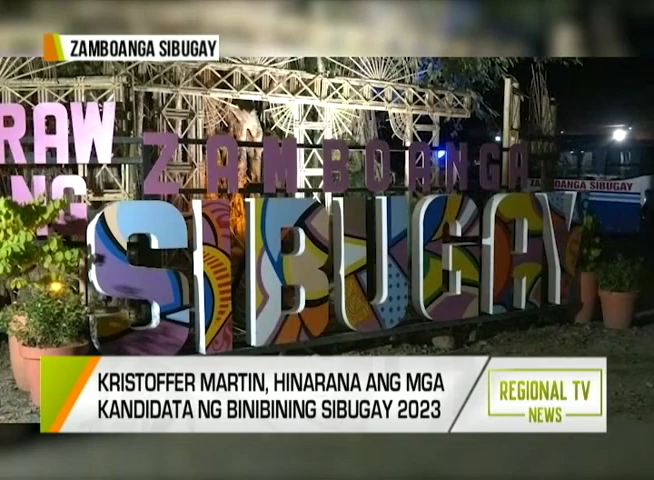 ZAMBOANGA SIBUGAY
RAW
NG
ZAMBOANGA
SIBUGAY
ZAMBOANGA SIBUGAY
KRISTOFFER MARTIN, HINARANA ANG MGA
KANDIDATA NG BINIBINING SIBUGAY 2023
REGIONAL TV
NEWS